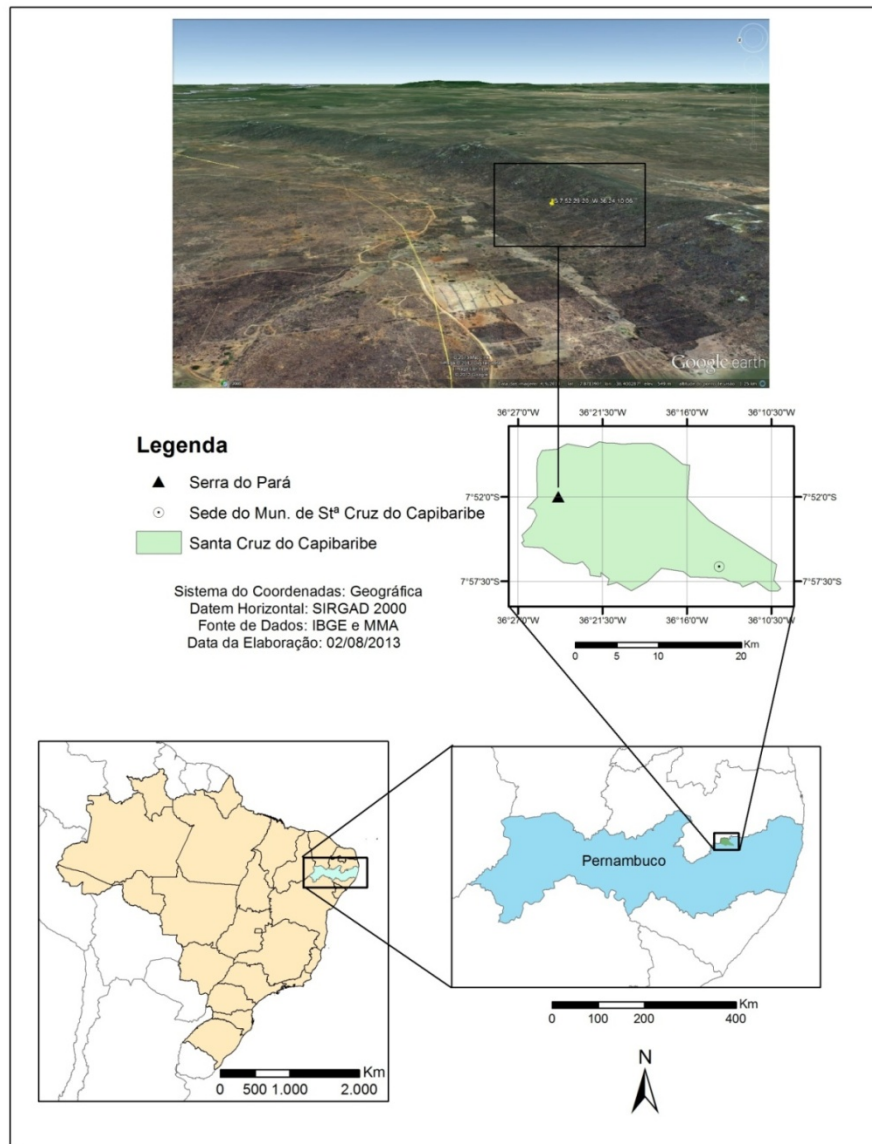 Google earth
Legenda
Serra do Pará
Sede do Mun. de Stª Cruz do Capibaribe
Santa Cruz do Capibaribe
Sistema do Coordenadas: Geográfica
Datem Horizontal: SIRGAD 2000
Fonte de Dados: IBGE e MMA
Data da Elaboração: 02/08/2013
36°27'0"W 36°21'30"W 36°16'0"W 36°10'30"W
7°52'0"S 7°52'0"S
7°57'30"S 7°57'30"S
36°27'0"W 36°21'30"W 36°16'0"W 36°10'30"W
Km
0 5 10 20
Pernambuco
Km
0 500 1.000 2.000
Km
0 100 200 400
N